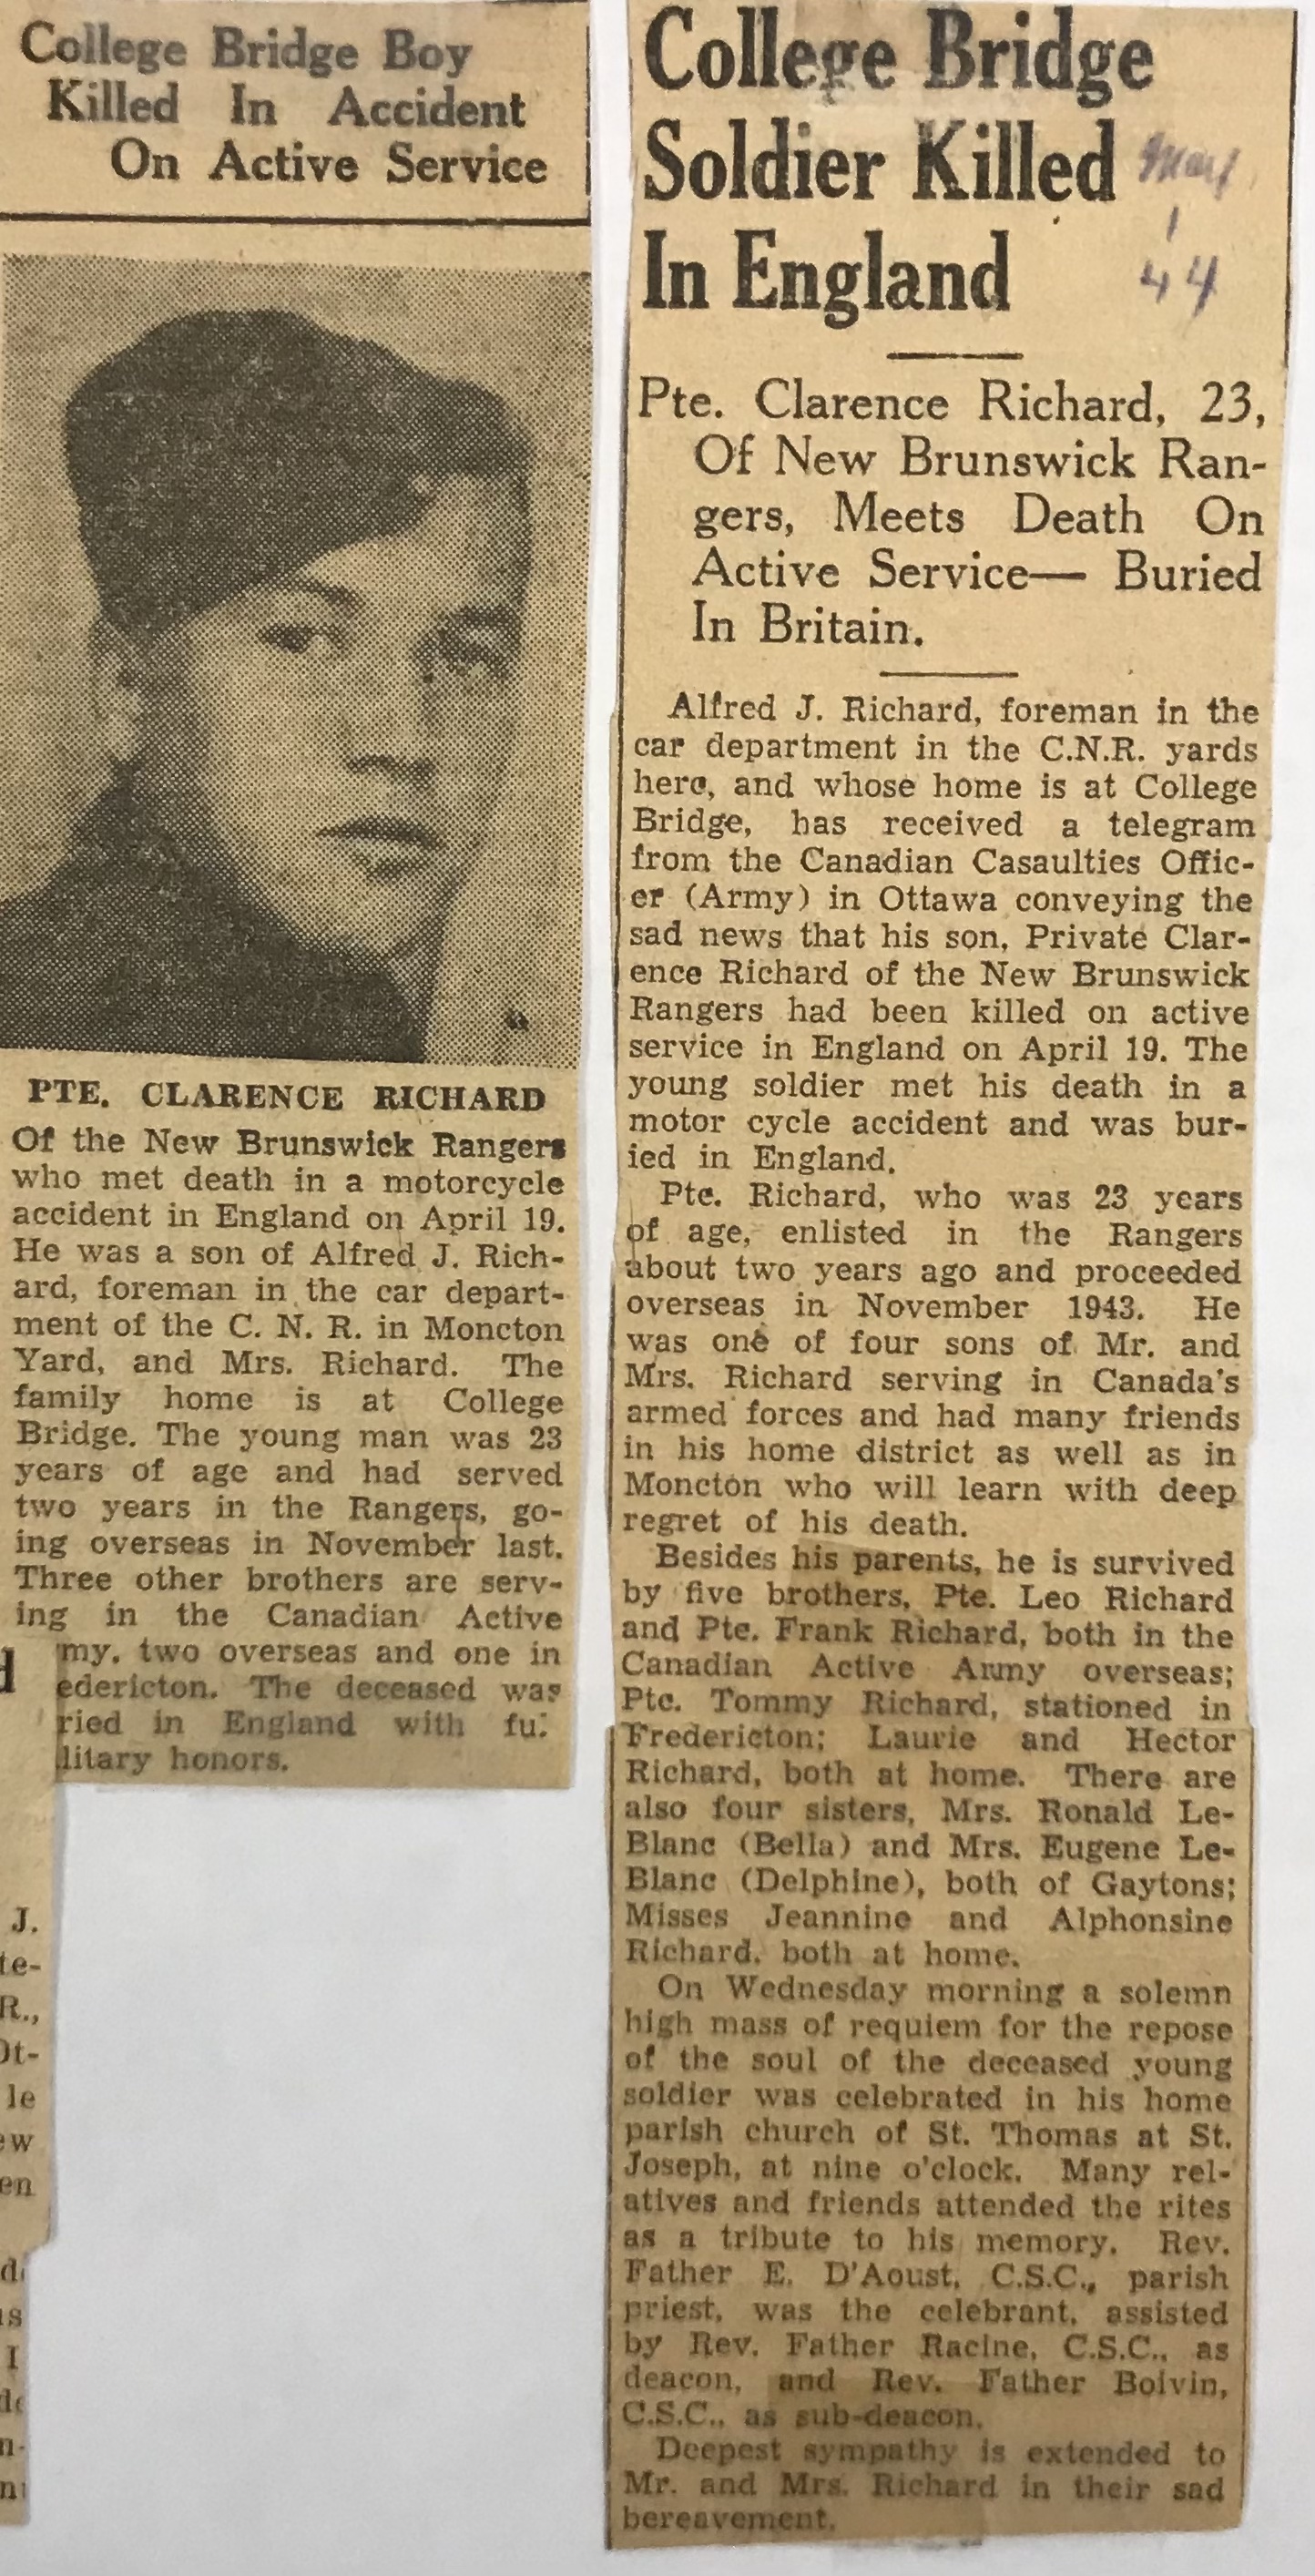 College Bridge Boy
Killed In Accident
On Active Service
PTE. CLARENCE RICHARD
Of the New Brunswick Rangers
who met death in a motorcycle
accident in England on April 19.
He was a son of Alfred J. Rich-
ard, foreman in the car depart-
ment of the C. N. R. in Moncton
Yard, and Mrs. Richard. The
family home is at College
Bridge. The young man was 23
years of age and had served
two years in the Rangers, go-
ing overseas in November last.
Three other brothers are serv-
ing in the Canadian Active
my, two overseas and one in
edericton. The deceased was
ried in England with fu
litary honors.
d
J.
te-
R.,
Ot-
le
ew
en
d
s
I
de
n-
n
College Bridge
Soldier Killed
In England
May
1
44
Pte. Clarence Richard, 23,
Of New Brunswick Ran-
gers, Meets Death On
Active Service— Buried
In Britain.
Alfred J. Richard, foreman in the
car department in the C.N.R. yards
here, and whose home is at College
Bridge, has received a telegram
from the Canadian Casaulties Offic-
er (Army) in Ottawa conveying the
sad news that his son, Private Clar-
ence Richard of the New Brunswick
Rangers had been killed on active
service in England on April 19. The
young soldier met his death in a
motor cycle accident and was bur-
ied in England.
Pte. Richard, who was 23 years
of age, enlisted in the Rangers
about two years ago and proceeded
overseas in November 1943. He
was one of four sons of Mr. and
Mrs. Richard serving in Canada's
armed forces and had many friends
in his home district as well as in
Moncton who will learn with deep
regret of his death.
Besides his parents, he is survived
by five brothers, Pte. Leo Richard
and Pte. Frank Richard, both in the
Canadian Active Army overseas;
Pte. Tommy Richard, stationed in
Fredericton; Laurie and Hector
Richard, both at home. There are
also four sisters, Mrs. Ronald Le-
Blanc (Bella) and Mrs. Eugene Le-
Blanc (Delphine), both of Gaytons;
Misses Jeannine and Alphonsine
Richard, both at home.
On Wednesday morning a solemn
high mass of requiem for the repose
of the soul of the deceased young
soldier was celebrated in his home
parish church of St. Thomas at St.
Joseph, at nine o'clock. Many rel-
atives and friends attended the rites
as a tribute to his memory. Rev.
Father E. D'Aoust, C.S.C., parish
priest, was the celebrant, assisted
by Rev. Father Racine, C.S.C., as
deacon, and Rev. Father Boivin,
C.S.C., as sub-deacon.
Deepest sympathy is extended to
Mr. and Mrs. Richard in their sad
bereavement.